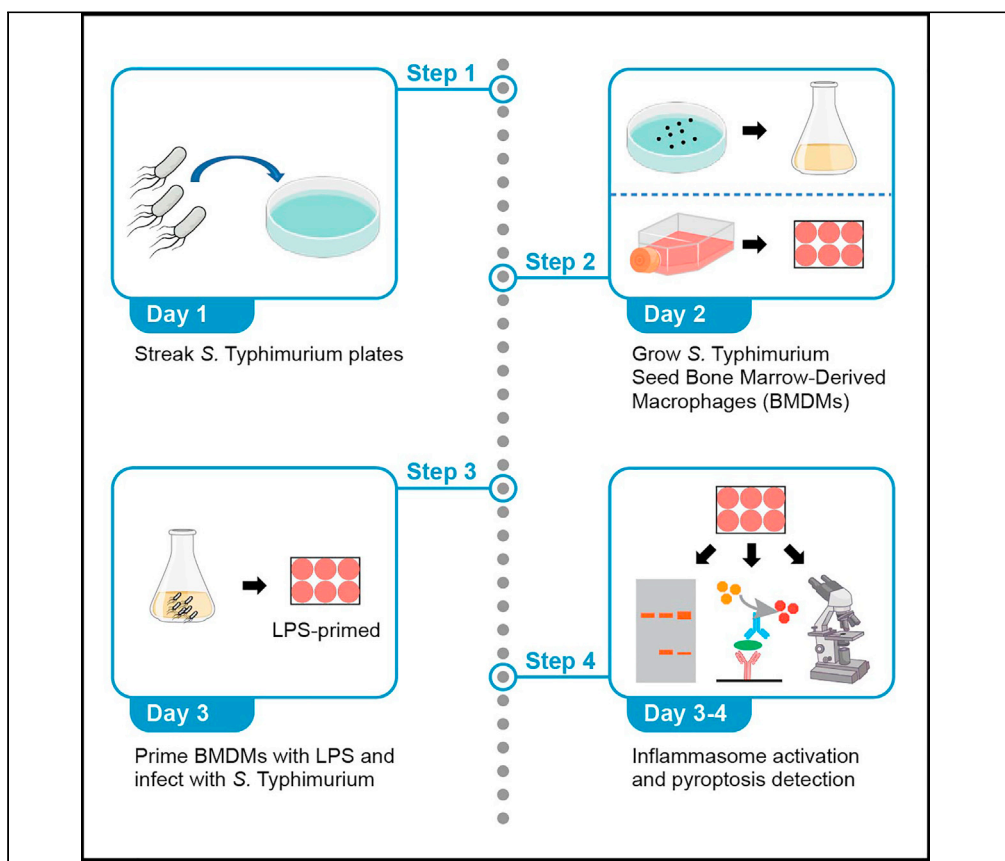 Step 1
Day 1
Streak S. Typhimurium plates
Step 2
Day 2
Grow S. Typhimurium
Seed Bone Marrow-Derived
Macrophages (BMDMs)
Step 3
LPS-primed
Day 3
Prime BMDMs with LPS and
infect with S. Typhimurium
Step 4
Day 3-4
Inflammasome activation
and pyroptosis detection